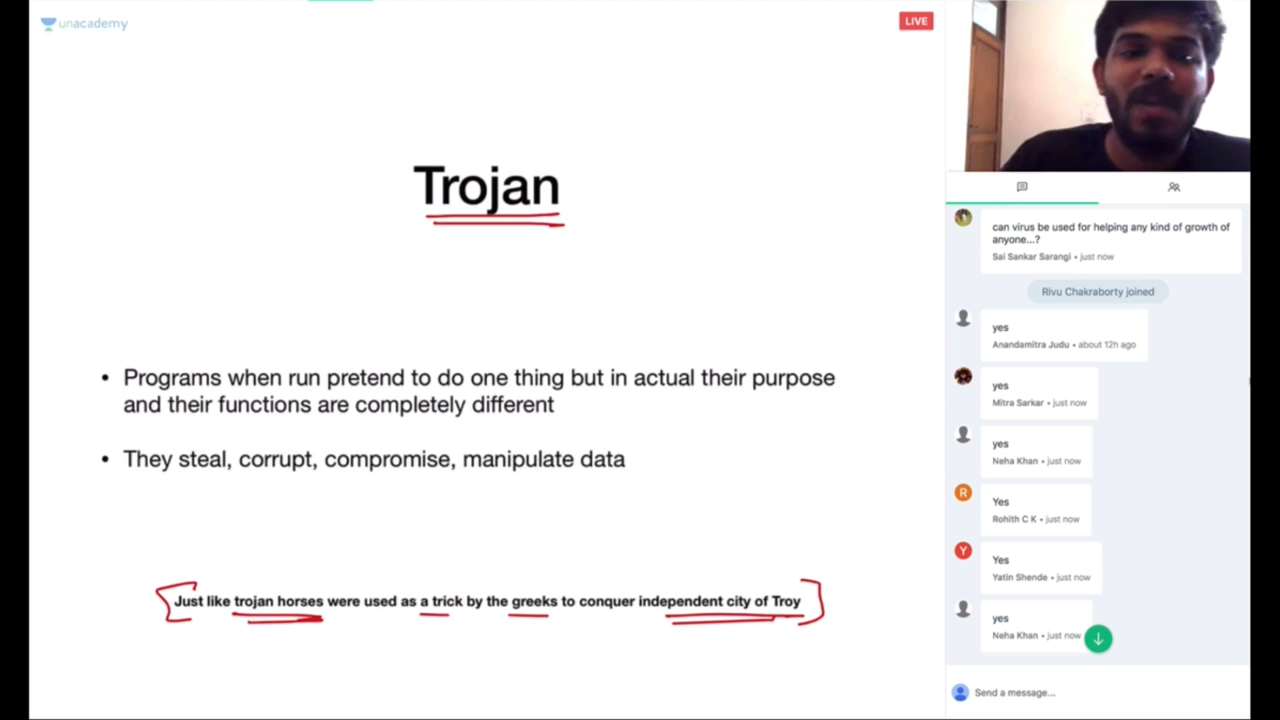 unacademy
LIVE
Trojan
• Programs when run pretend to do one thing but in actual their purpose
and their functions are completely different
• They steal, corrupt, compromise, manipulate data
Just like trojan horses were used as a trick by the greeks to conquer independent city of Troy
can virus be used for helping any kind of growth of
anyone...?
Sai Sankar Sarangi • just now
Rivu Chakraborty joined
yes
Anandamitra Judu • about 12h ago
yes
Mitra Sarkar • just now
yes
Neha Khan • just now
R
Yes
Rohith C K • just now
Y
Yes
Yatin Shende • just now
yes
Neha Khan • just now
Send a message...